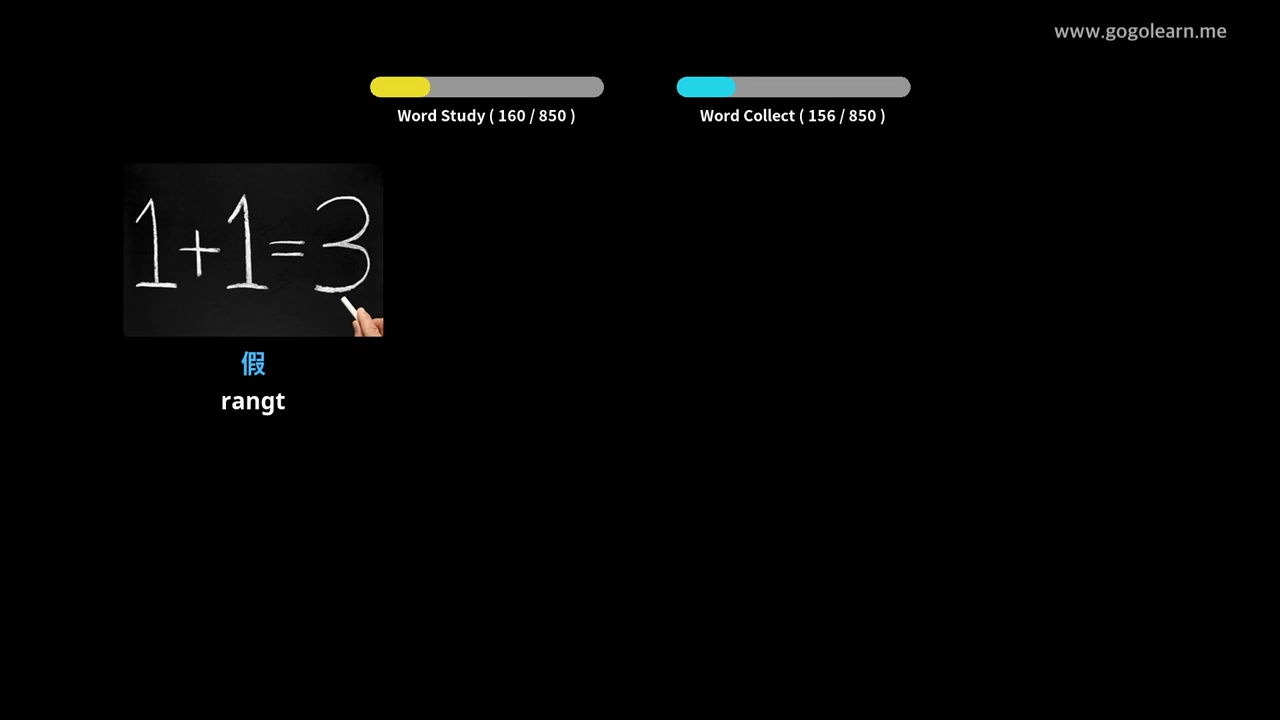 www.gogolearn.me
Word Study ( 160 / 850 )
Word Collect ( 156 / 850 )
1+1=3
假
rangt